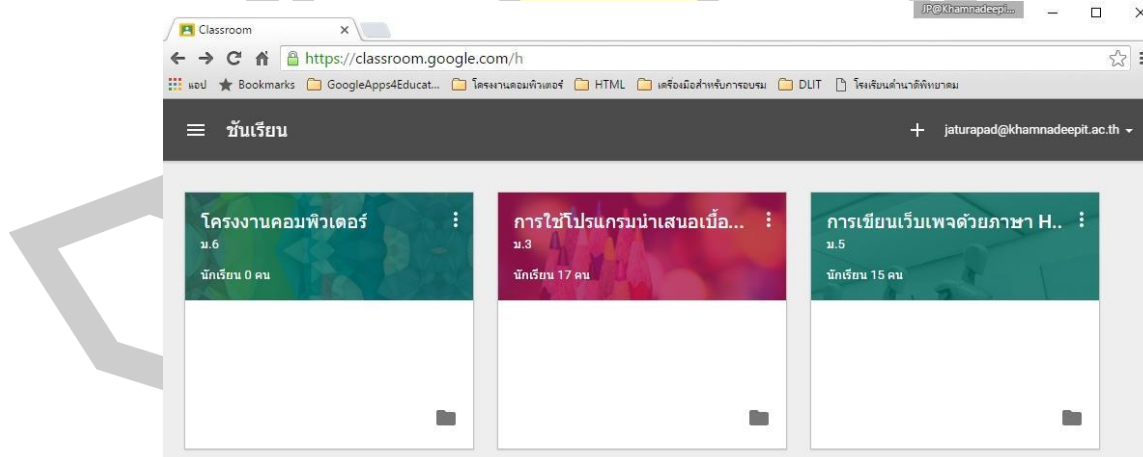 JP@Khamnadeepi...
Classroom
https://classroom.google.com/h
แอป Bookmarks GoogleApps4Educat... โครงงานคอมพิวเตอร์ HTML เครื่องมือสำหรับการอบรม DLIT โรงเรียนคำนาดีพิทยาคม
ชั้นเรียน
jaturapad@khamnadeepit.ac.th
โครงงานคอมพิวเตอร์
ม.6
นักเรียน 0 คน
การใช้โปรแกรมนำเสนอเบื้อ...
ม.3
นักเรียน 17 คน
การเขียนเว็บเพจด้วยภาษา H..
ม.5
นักเรียน 15 คน